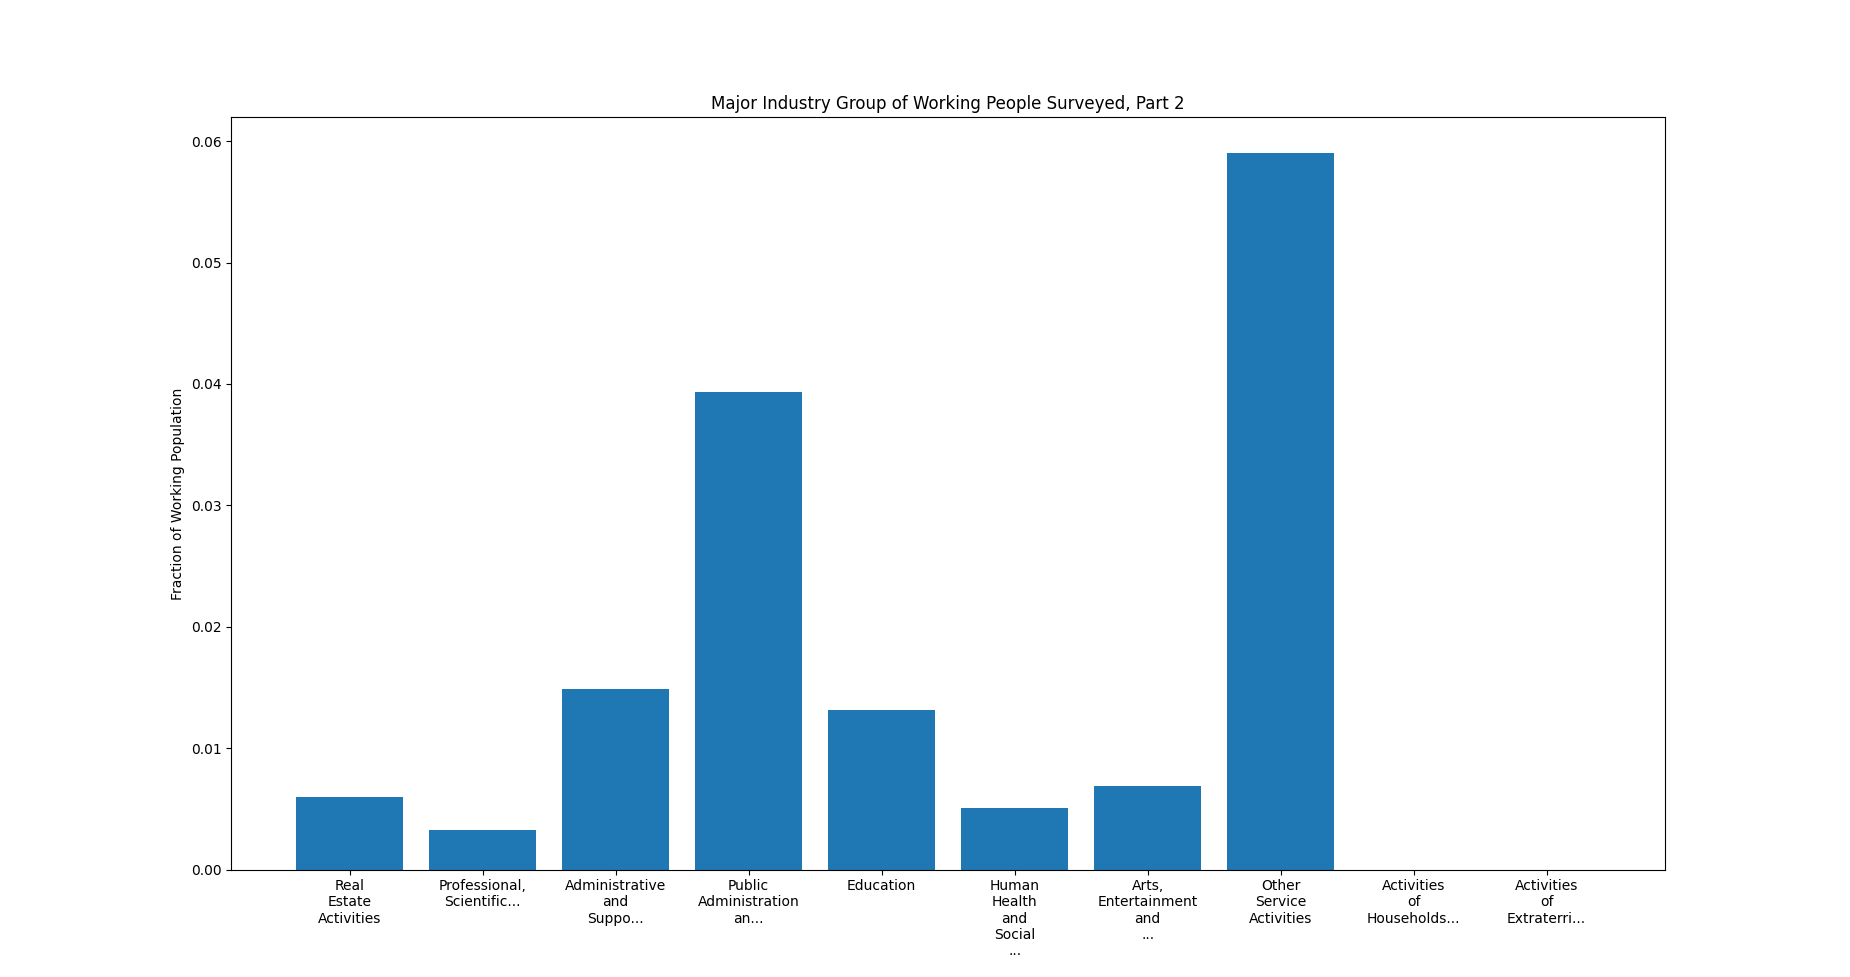 Major Industry Group of Working People Surveyed, Part 2
Fraction of Working Population
0.06
0.05
0.04
0.03
0.02
0.01
0.00
Real
Estate
Activities
Professional,
Scientific...
Administrative
and
Suppo...
Public
Administration
an...
Education
Human
Health
and
Social
...
Arts,
Entertainment
and
...
Other
Service
Activities
Activities
of
Households...
Activities
of
Extraterri...